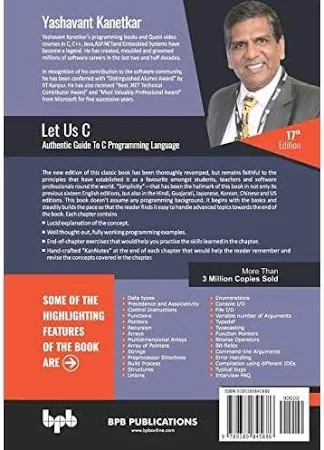 Yashavant Kanetkar
Yashavant Kanetkar's programming books and Quest video
courses in C, C++, Java,ASP.NETand Embedded Systems have
become a legend. He has created, moulded and groomed
millions of software careers in the last two and half decades.
In recognition of his contribution to the software community,
he has been conferred with "Distinguished Alumni Award" by
IIT Kanpur. He has also received "Best .NET Technical
Contributor Award" and "Most Valuable Professional Award"
from Microsoft for five successive years.
17th
Edition
Let Us C
Authentic Guide To C Programming Language
The new edition of this classic book has been thoroughly revamped, but remains faithful to the
principles that have established it as a favourite amongst students, teachers and software
professionals round the world. "Simplicity"—that has been the hallmark of this book in not only its
previous sixteen English editions, but also in the Hindi, Gujarati, Japanese, Korean, Chinese and US
editions. This book doesn't assume any programming background. It begins with the basics and
steadily builds the pace so that the reader finds it easy to handle advanced topics towards the end of
the book. Each chapter contains
• Lucid explanation of the concept.
• Well thought-out, fully working programming examples.
• End-of-chapter exercises that would help you practise the skills learned in the chapter.
• Hand-crafted "KanNotes" at the end of each chapter that would help the reader remember and
revise the concepts covered in the chapter.
More Than
3 Million Copies Sold
SOME OF THE
HIGHLIGHTING
FEATURES
OF THE BOOK
ARE
• Data types
• Precedence and Associativity
• Control Instructions
• Functions
• Pointers
• Recursion
• Arrays
• Multidimensional Arrays
• Array of Pointers
• Strings
• Preprocessor Directives
• Build Process
• Structures
• Unions
• Enumerations
• Console I/O
• File I/O
• Variable number of Arguments
• Typedef
• Typecasting
• Function Pointers
• Bitwise Operators
• Bit-fields
• Command-line Arguments
• Error Handling
• Compilation using different IDEs
• Typical bugs
• Interview FAQ
bpb
BPB PUBLICATIONS
www.bpbonline.com
ISBN 9789389845686
90000
9 789389 845686